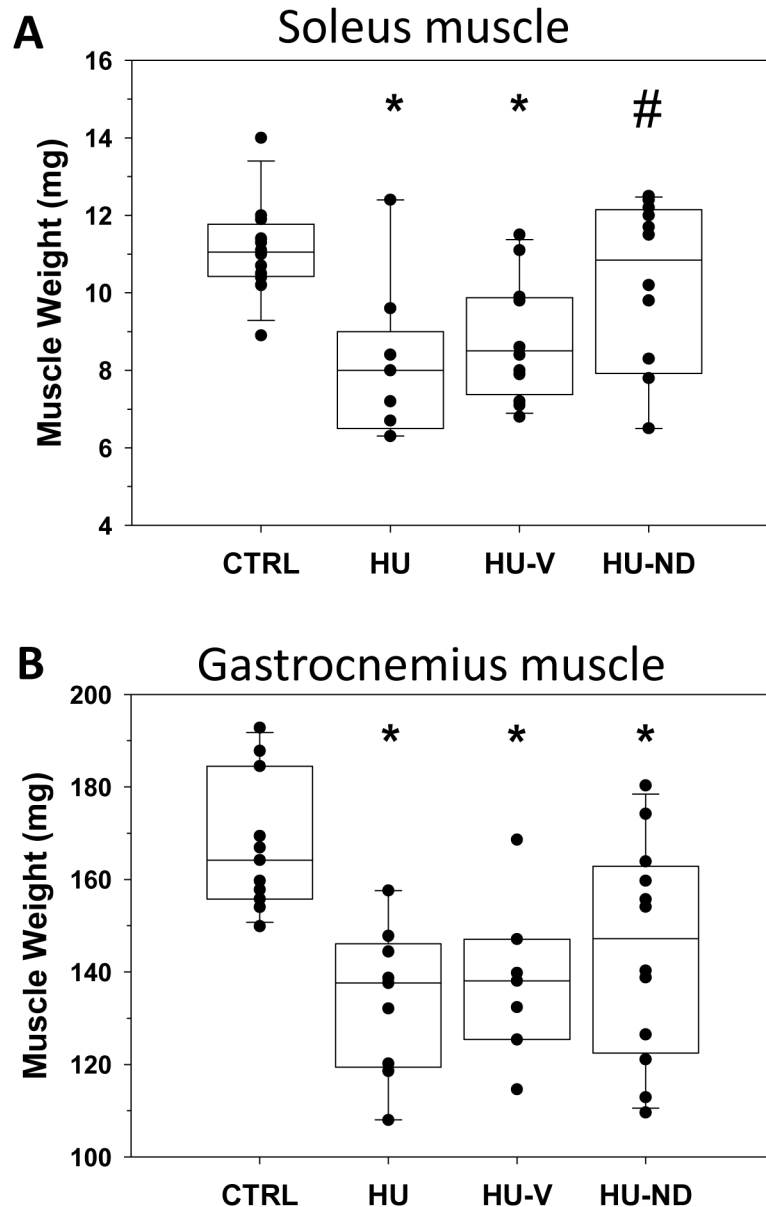 A
Soleus muscle
Muscle Weight (mg)
16
14
12
10
8
6
4
* * #
CTRL HU HU-V HU-ND
B
Gastrocnemius muscle
Muscle Weight (mg)
200
180
160
140
120
100
* * *
CTRL HU HU-V HU-ND